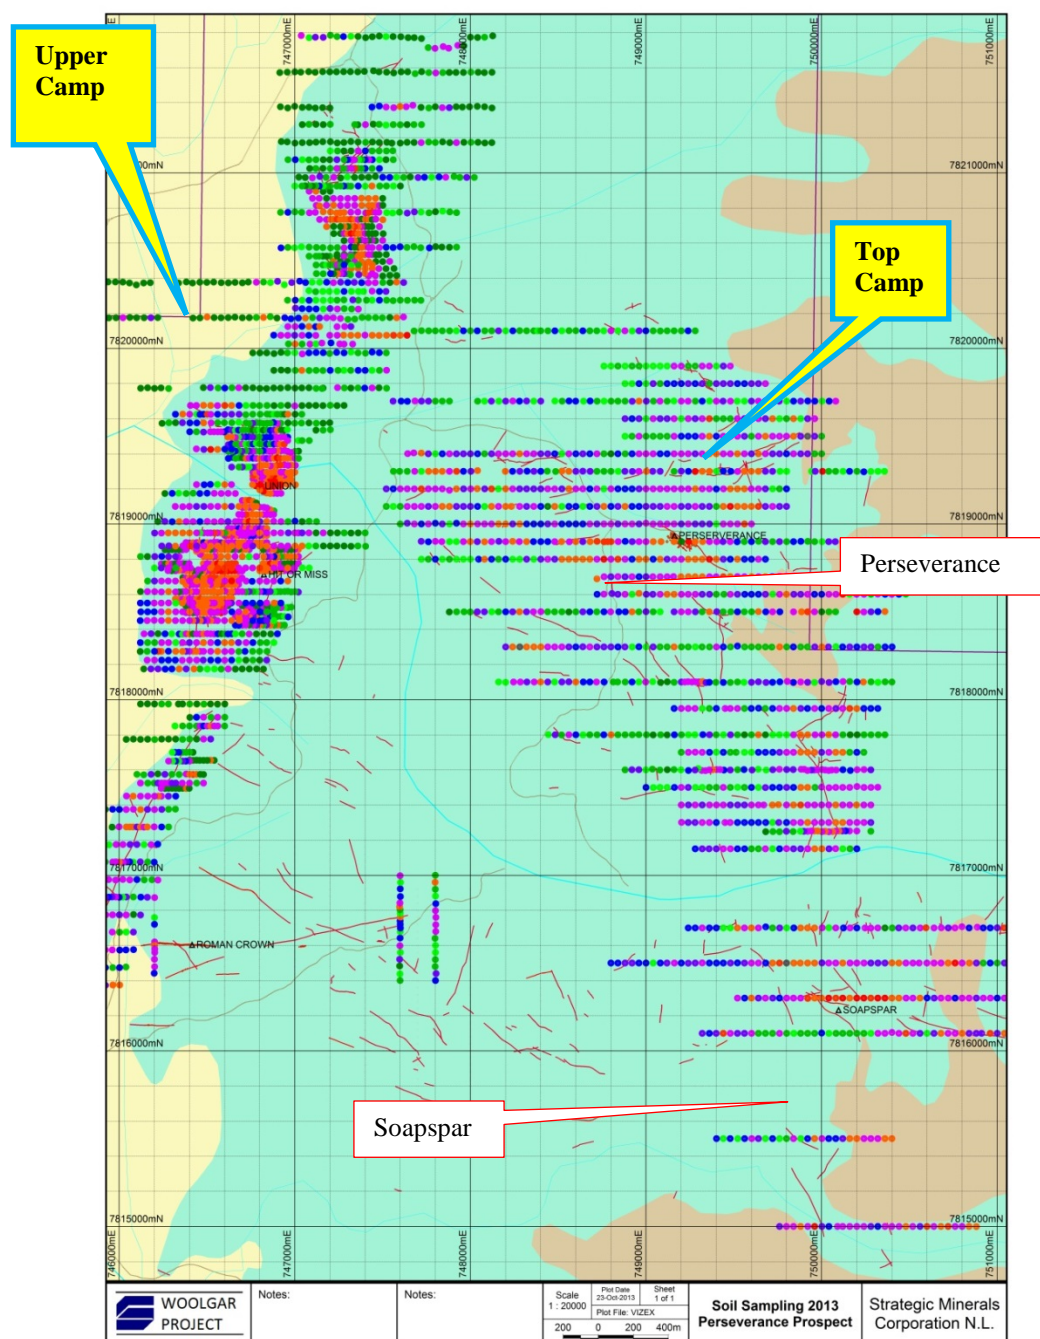 Upper
Camp
747000mE
748000mE
749000mE
750000mE
751000mE
7821000mN
Top
Camp
7820000mN
7820000mN
UNION
7819000mN
7819000mN
PERSERVERANCE
Perseverance
HIT OR MISS
7818000mN
7818000mN
7817000mN
7817000mN
ROMAN CROWN
SOAPSPAR
7816000mN
7816000mN
Soapspar
7815000mN
7815000mN
746000mE
747000mE
748000mE
749000mE
750000mE
751000mE
WOOLGAR
PROJECT
Notes:
Notes:
Scale
1 : 20000
Plot Date
23-Oct-2013
Sheet
1 of 1
Plot File: VIZEX
200 0 200 400m
Soil Sampling 2013
Perseverance Prospect
Strategic Minerals
Corporation N.L.